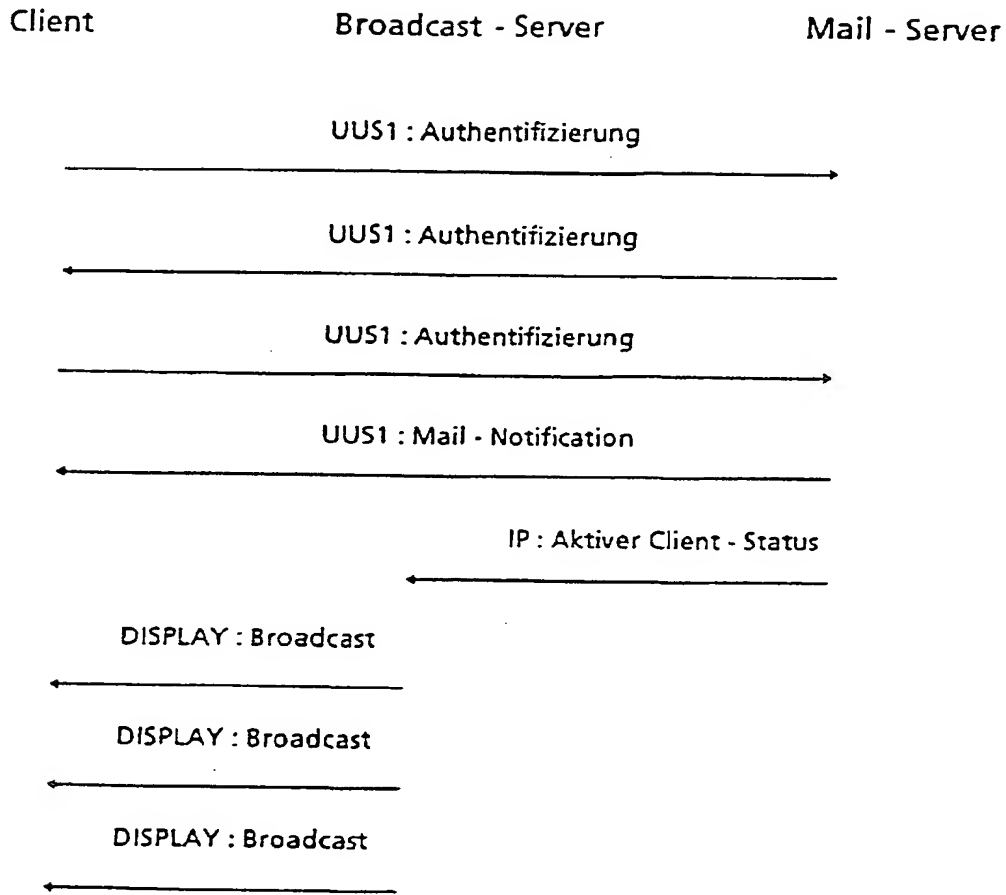 Client Broadcast - Server Mail - Server
UUS1 : Authentifizierung
UUS1 : Authentifizierung
UUS1 : Authentifizierung
UUS1 : Mail - Notification
IP : Aktiver Client - Status
DISPLAY : Broadcast
DISPLAY : Broadcast
DISPLAY : Broadcast